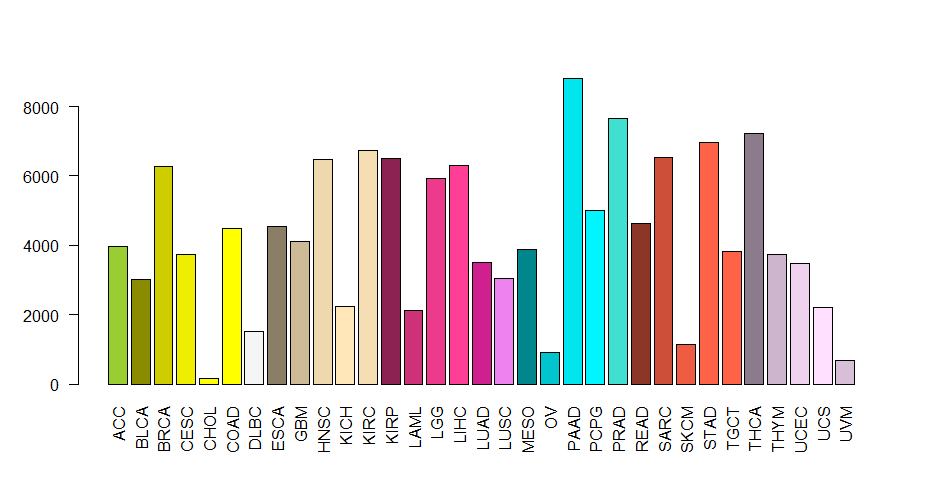 8000
6000
4000
2000
0
ACC
BLCA
BRCA
CESC
CHOL
COAD
DLBC
ESCA
GBM
HNSC
KICH
KIRC
KIRP
LAML
LGG
LIHC
LUAD
LUSC
MESO
OV
PAAD
PCPG
PRAD
READ
SARC
SKCM
STAD
TGCT
THCA
THYM
UCEC
UCS
UVM